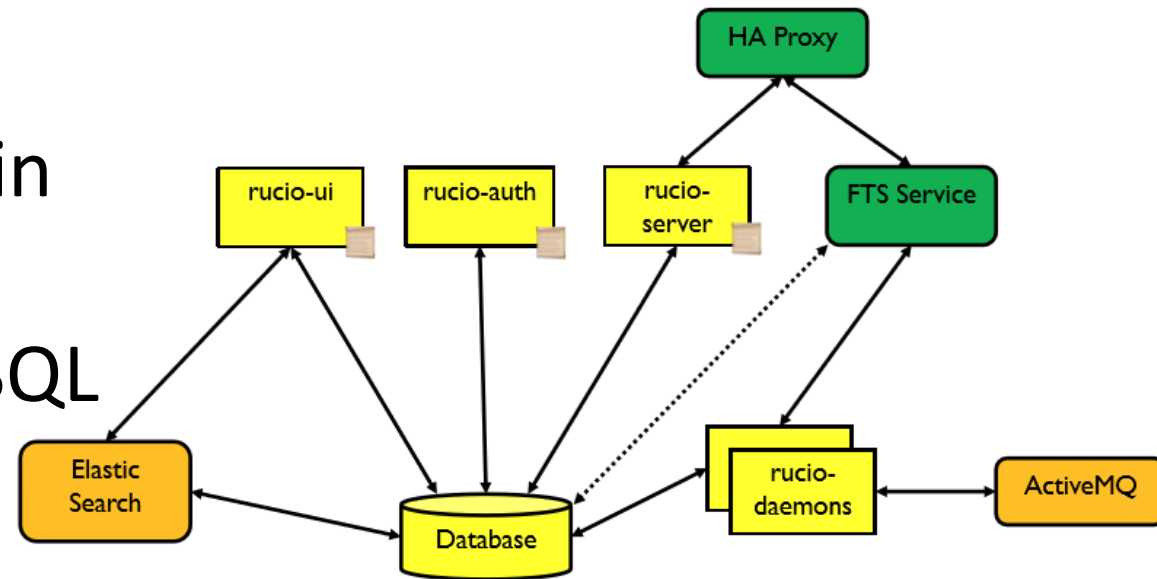 HA Proxy
in
rucio-ui
rucio-auth
rucio-
server
FTS Service
SQL
Elastic
Search
Database
rucio-
daemons
ActiveMQ